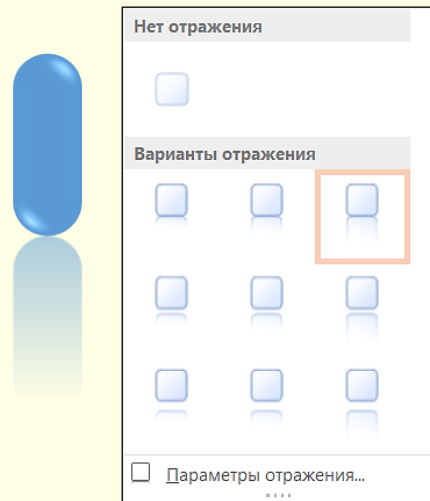 Нет отражения
Варианты отражения
Параметры отражения...